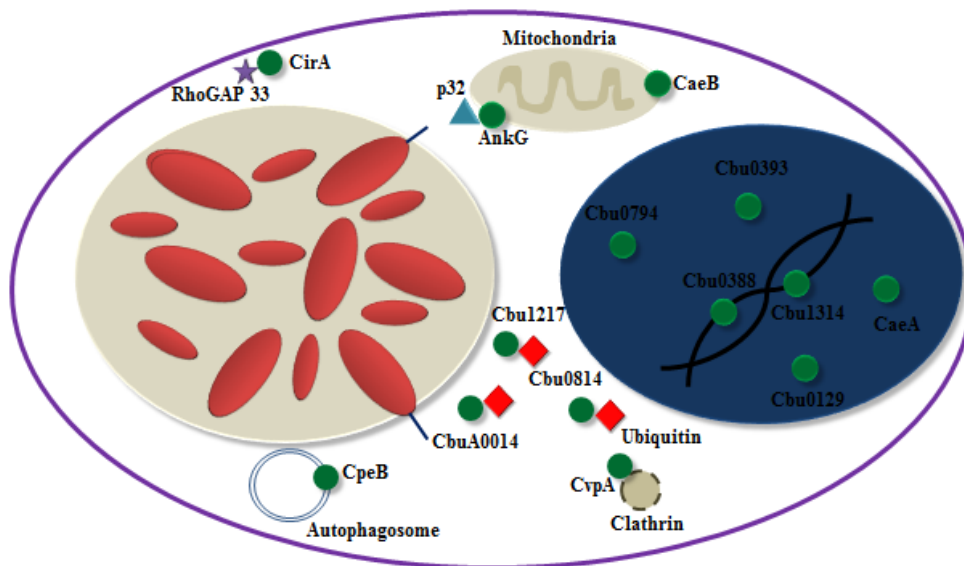 Mitochondria
CirA
RhoGAP 33
p32
CaeB
AnkG
Cbu0393
Cbu0794
Cbu0388
Cbu1314
CaeA
Cbu0129
Cbu1217
Cbu0814
CbuA0014
Ubiquitin
CpeB
CvpA
Autophagosome
Clathrin